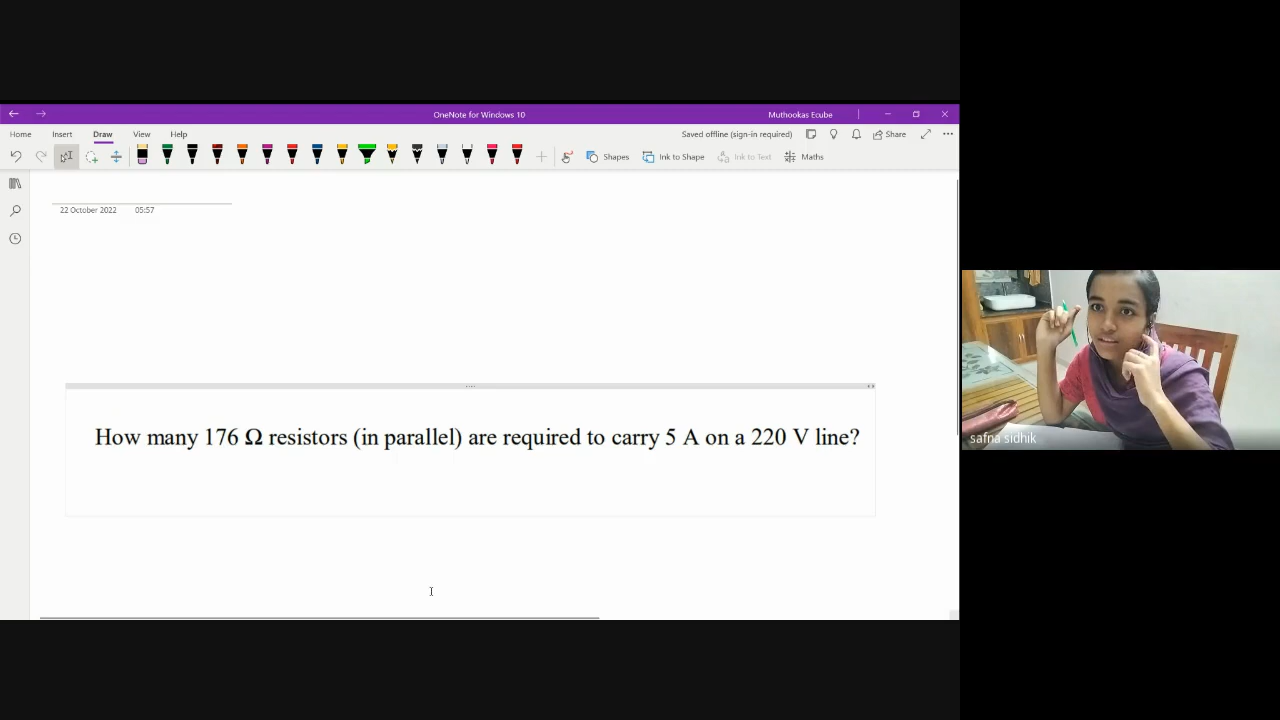 OneNote for Windows 10
Muthookas Ecube
Home Insert Draw View Help
Saved offline (sign-in required) Share
Shapes Ink to Shape Ink to Text Maths
22 October 2022 05:57
How many 176 Ω resistors (in parallel) are required to carry 5 A on a 220 V line?
safna sidhik